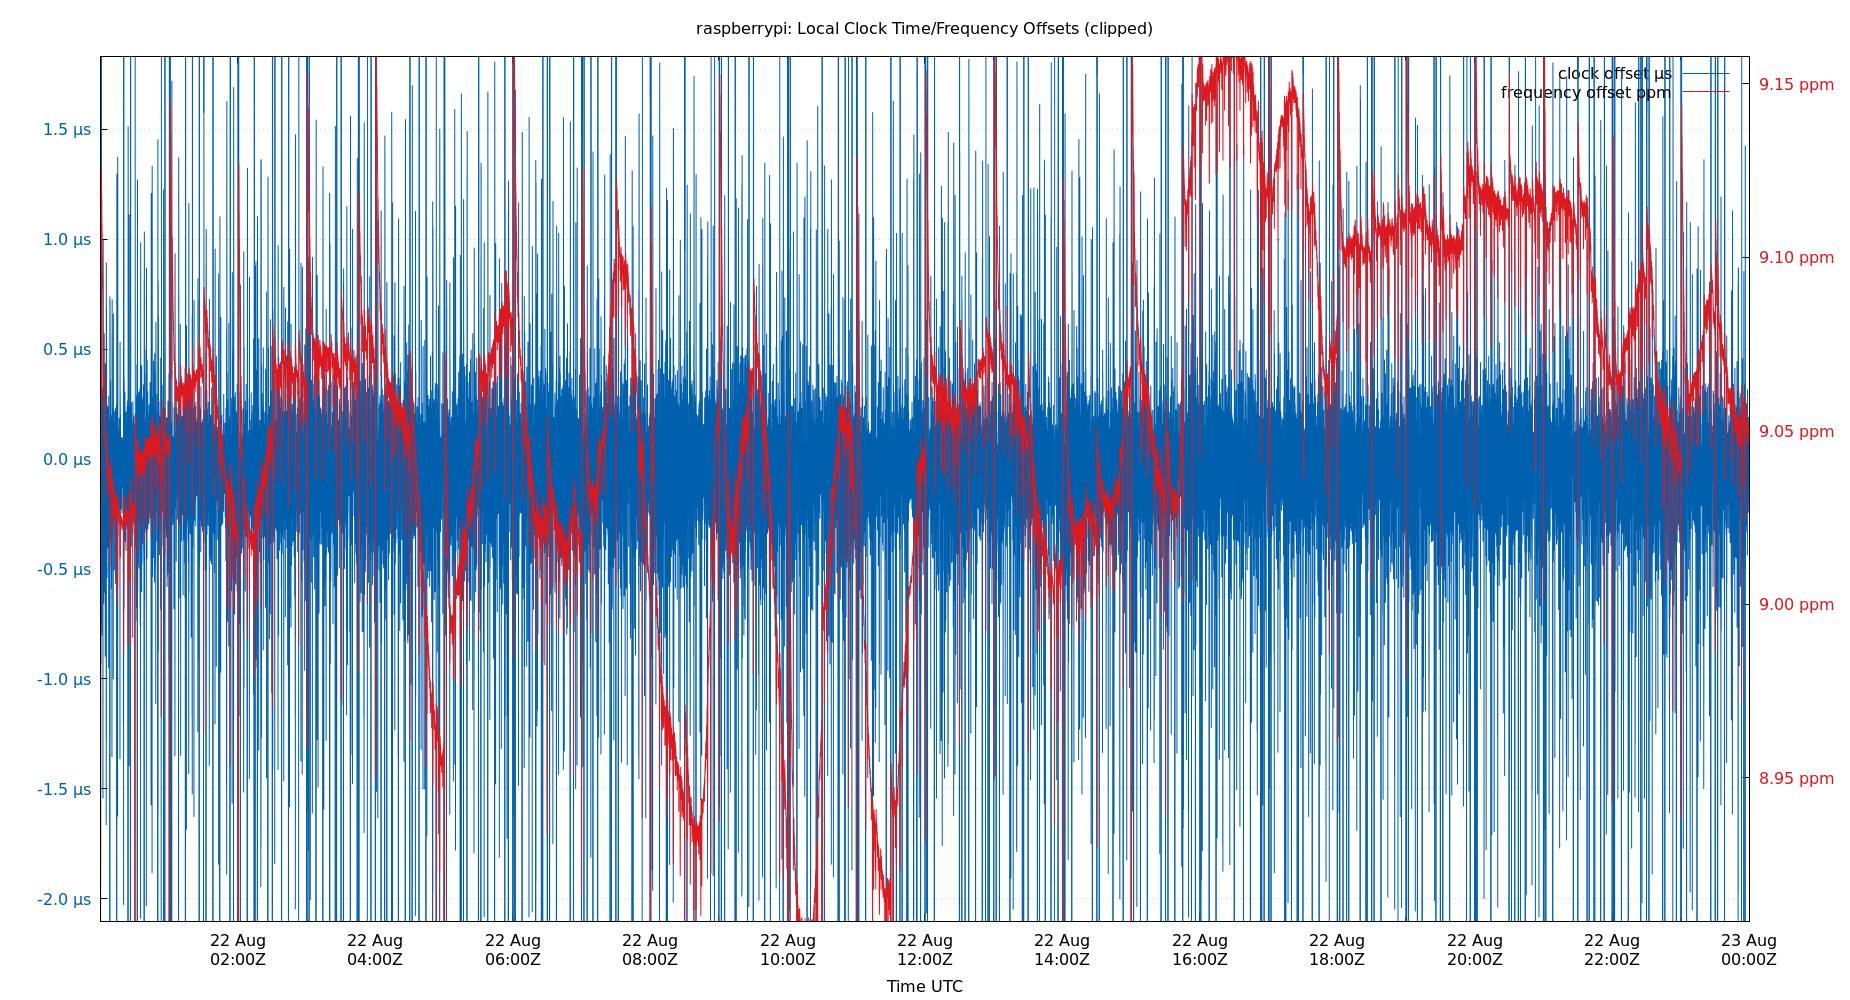 raspberrypi: Local Clock Time/Frequency Offsets (clipped)
clock offset µs
frequency offset ppm
1.5 µs
1.0 µs
0.5 µs
0.0 µs
-0.5 µs
-1.0 µs
-1.5 µs
-2.0 µs
9.15 ppm
9.10 ppm
9.05 ppm
9.00 ppm
8.95 ppm
22 Aug 22 Aug 22 Aug 22 Aug 22 Aug 22 Aug 22 Aug 22 Aug 22 Aug 22 Aug 22 Aug 23 Aug
02:00Z 04:00Z 06:00Z 08:00Z 10:00Z 12:00Z 14:00Z 16:00Z 18:00Z 20:00Z 22:00Z 00:00Z
Time UTC